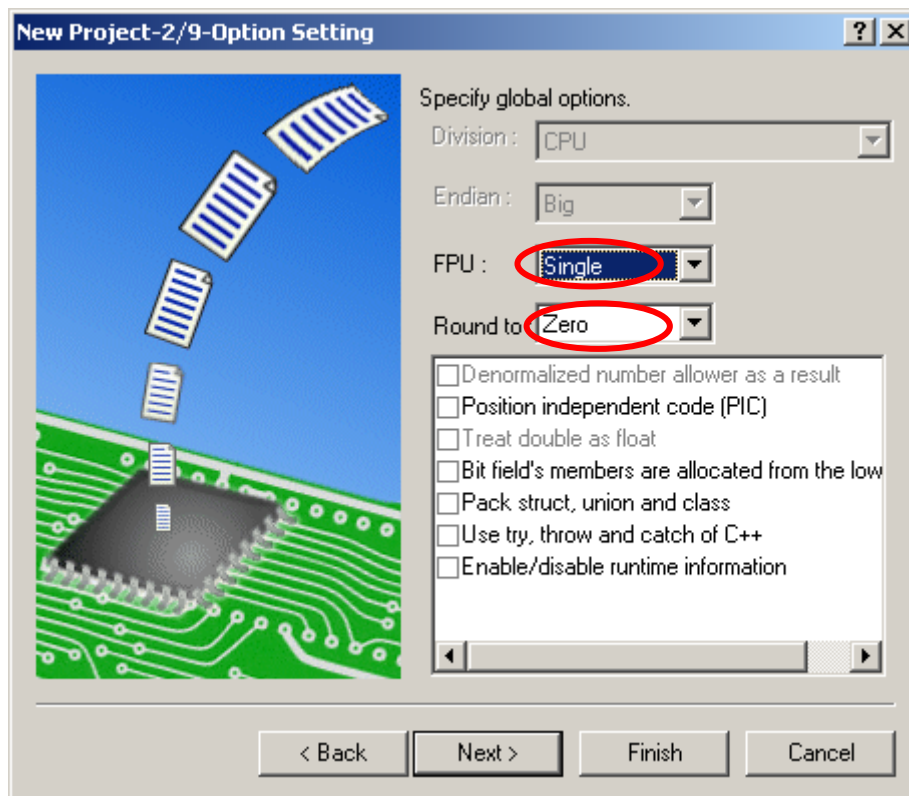 New Project-2/9-Option Setting
Specify global options.
Division : CPU
Endian : Big
FPU : Single
Round to Zero
Denormalized number allower as a result
Position independent code (PIC)
Treat double as float
Bit field's members are allocated from the low
Pack struct, union and class
Use try, throw and catch of C++
Enable/disable runtime information
< Back Next > Finish Cancel